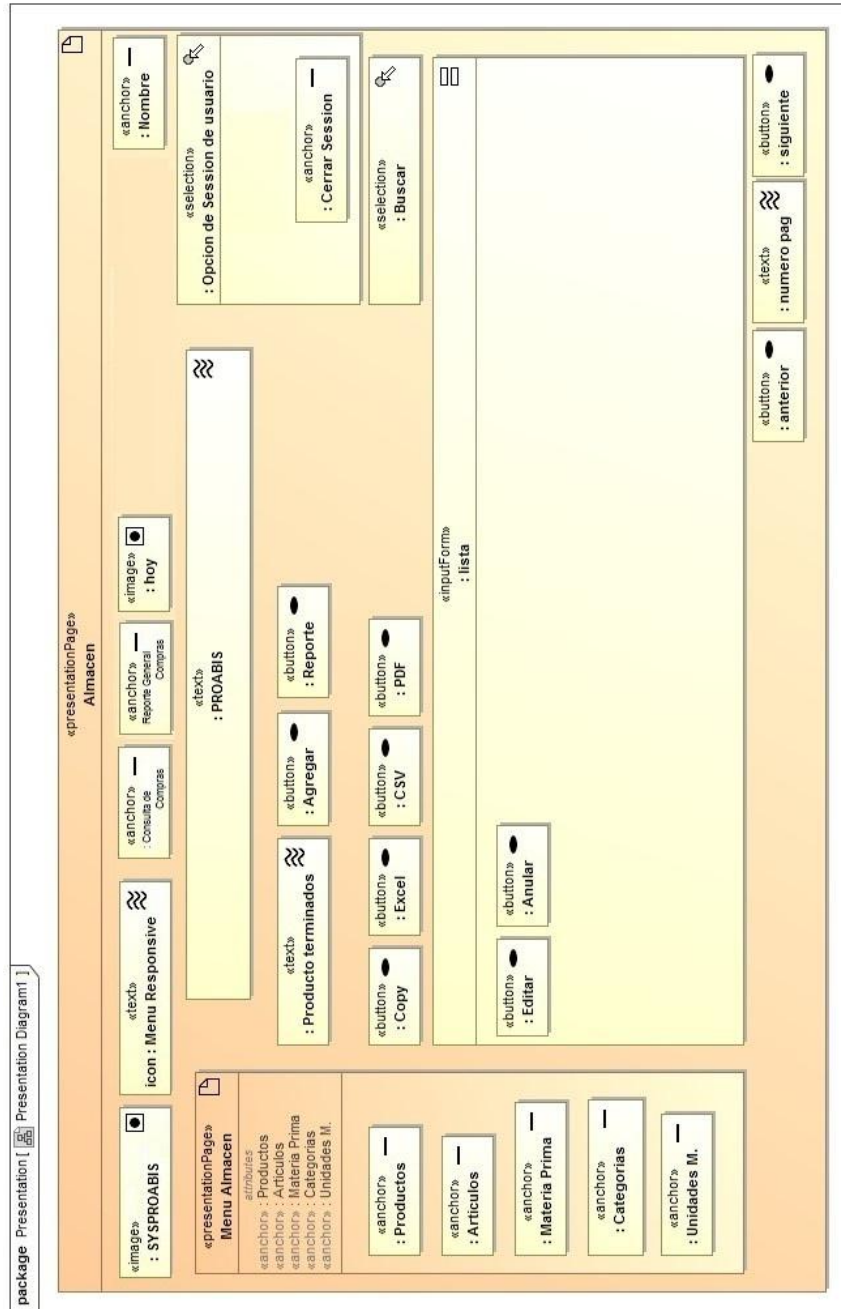 package Presentation [ Presentation Diagram1 ]
«presentationPage»
Almacen
«image»
: SYSPROABIS
«text»
icon : Menu Responsive
«anchor»
: Consulta de
Compras
«anchor»
Reporte General
Compras
«image»
: hoy
«anchor»
: Nombre
«presentationPage»
Menu Almacen
attributes
«anchor» : Productos
«anchor» : Articulos
«anchor» : Materia Prima
«anchor» : Categorias
«anchor» : Unidades M.
«anchor»
: Productos
«anchor»
: Articulos
«anchor»
: Materia Prima
«anchor»
: Categorias
«anchor»
: Unidades M.
«text»
: PROABIS
«selection»
: Opcion de Session de usuario
«anchor»
: Cerrar Session
«text»
: Producto terminados
«button»
: Agregar
«button»
: Reporte
«button»
: Copy
«button»
: Excel
«button»
: CSV
«button»
: PDF
«selection»
: Buscar
«inputForm»
: lista
«button»
: Editar
«button»
: Anular
«button»
: anterior
«text»
: numero pag
«button»
: siguiente